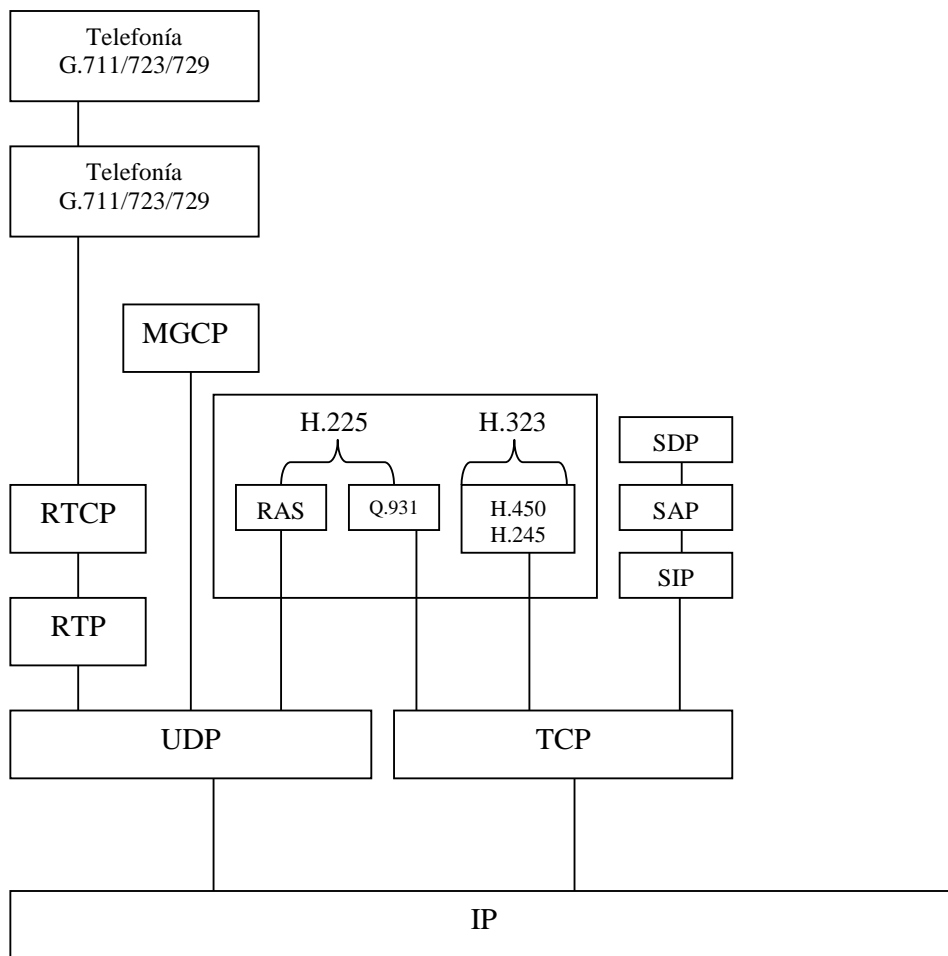 Telefonía
G.711/723/729
Telefonía
G.711/723/729
MGCP
H.225
H.323
SDP
RTCP
RAS
Q.931
H.450
H.245
SAP
SIP
RTP
UDP
TCP
IP